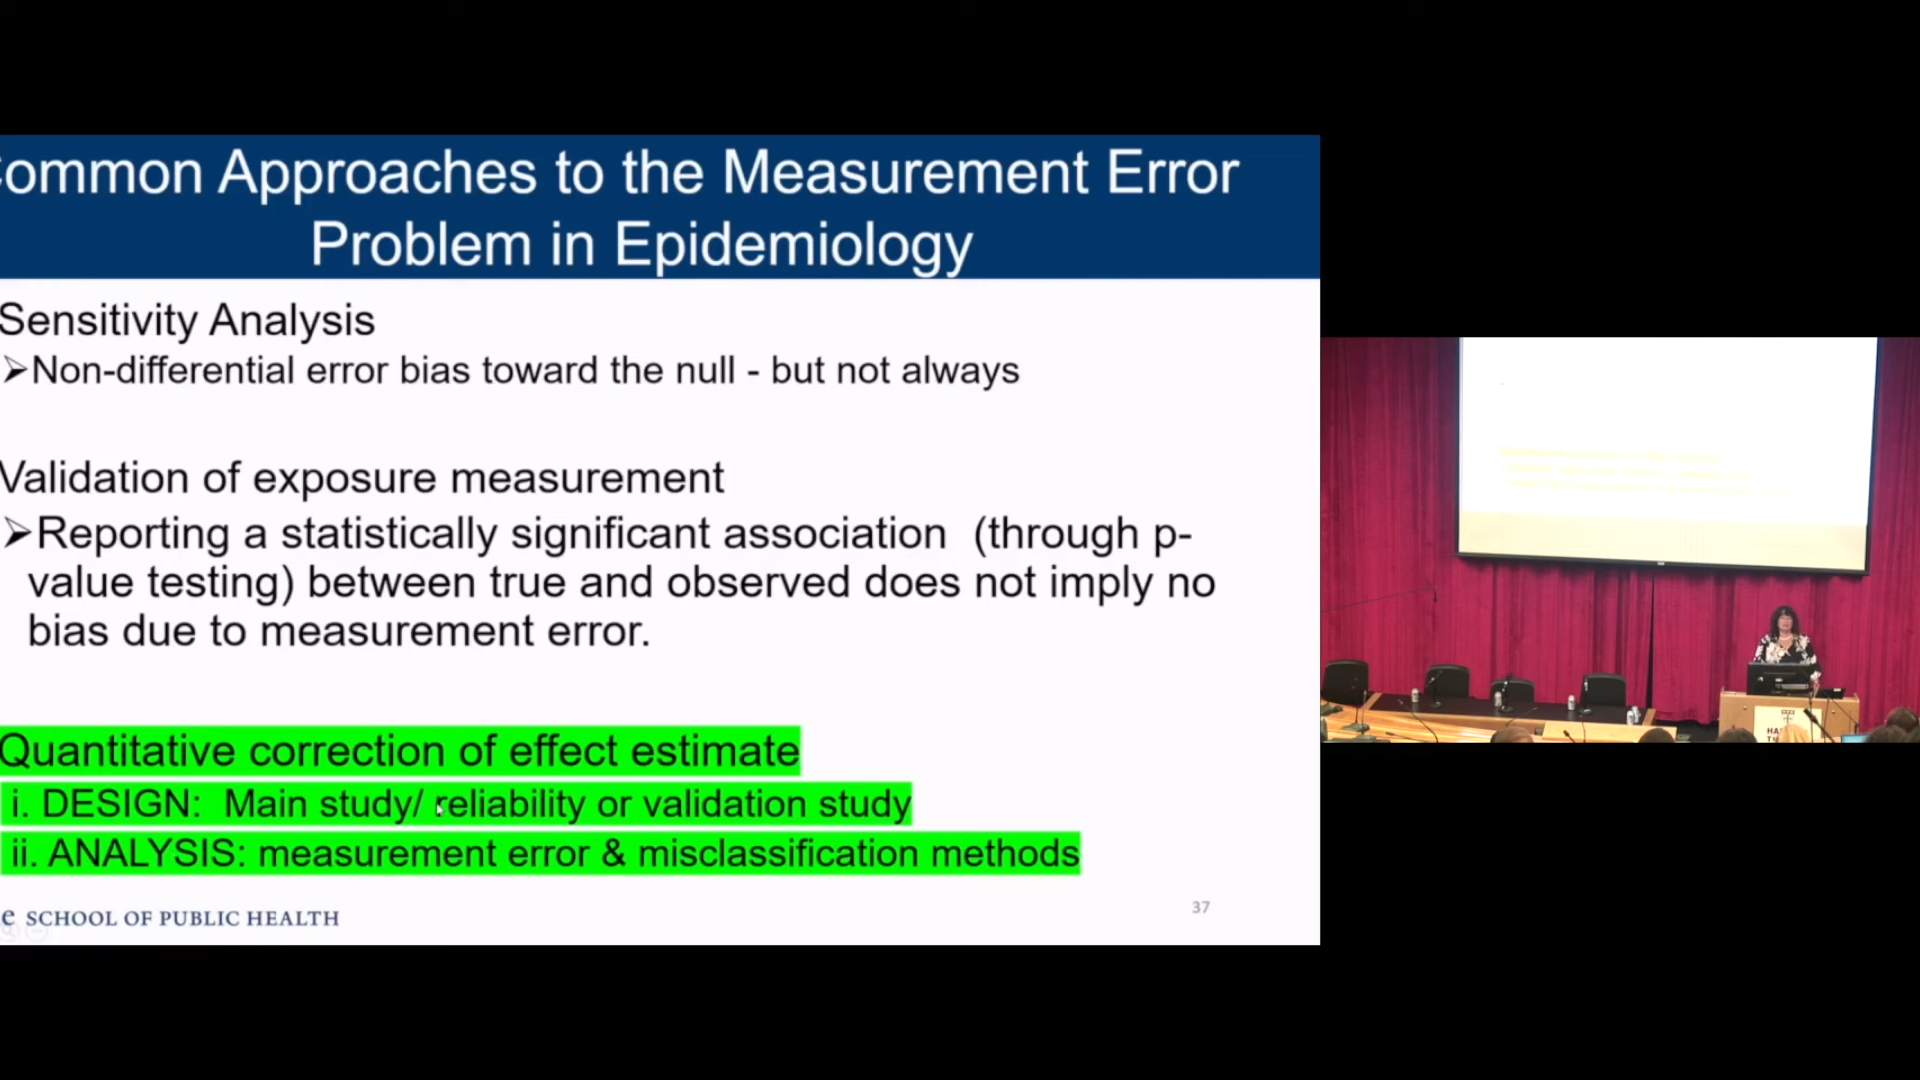 ommon Approaches to the Measurement Error
Problem in Epidemiology
Sensitivity Analysis
➢Non-differential error bias toward the null - but not always
Validation of exposure measurement
➢Reporting a statistically significant association (through p-
value testing) between true and observed does not imply no
bias due to measurement error.
Quantitative correction of effect estimate
i. DESIGN: Main study/ reliability or validation study
ii. ANALYSIS: measurement error & misclassification methods
e SCHOOL OF PUBLIC HEALTH
37